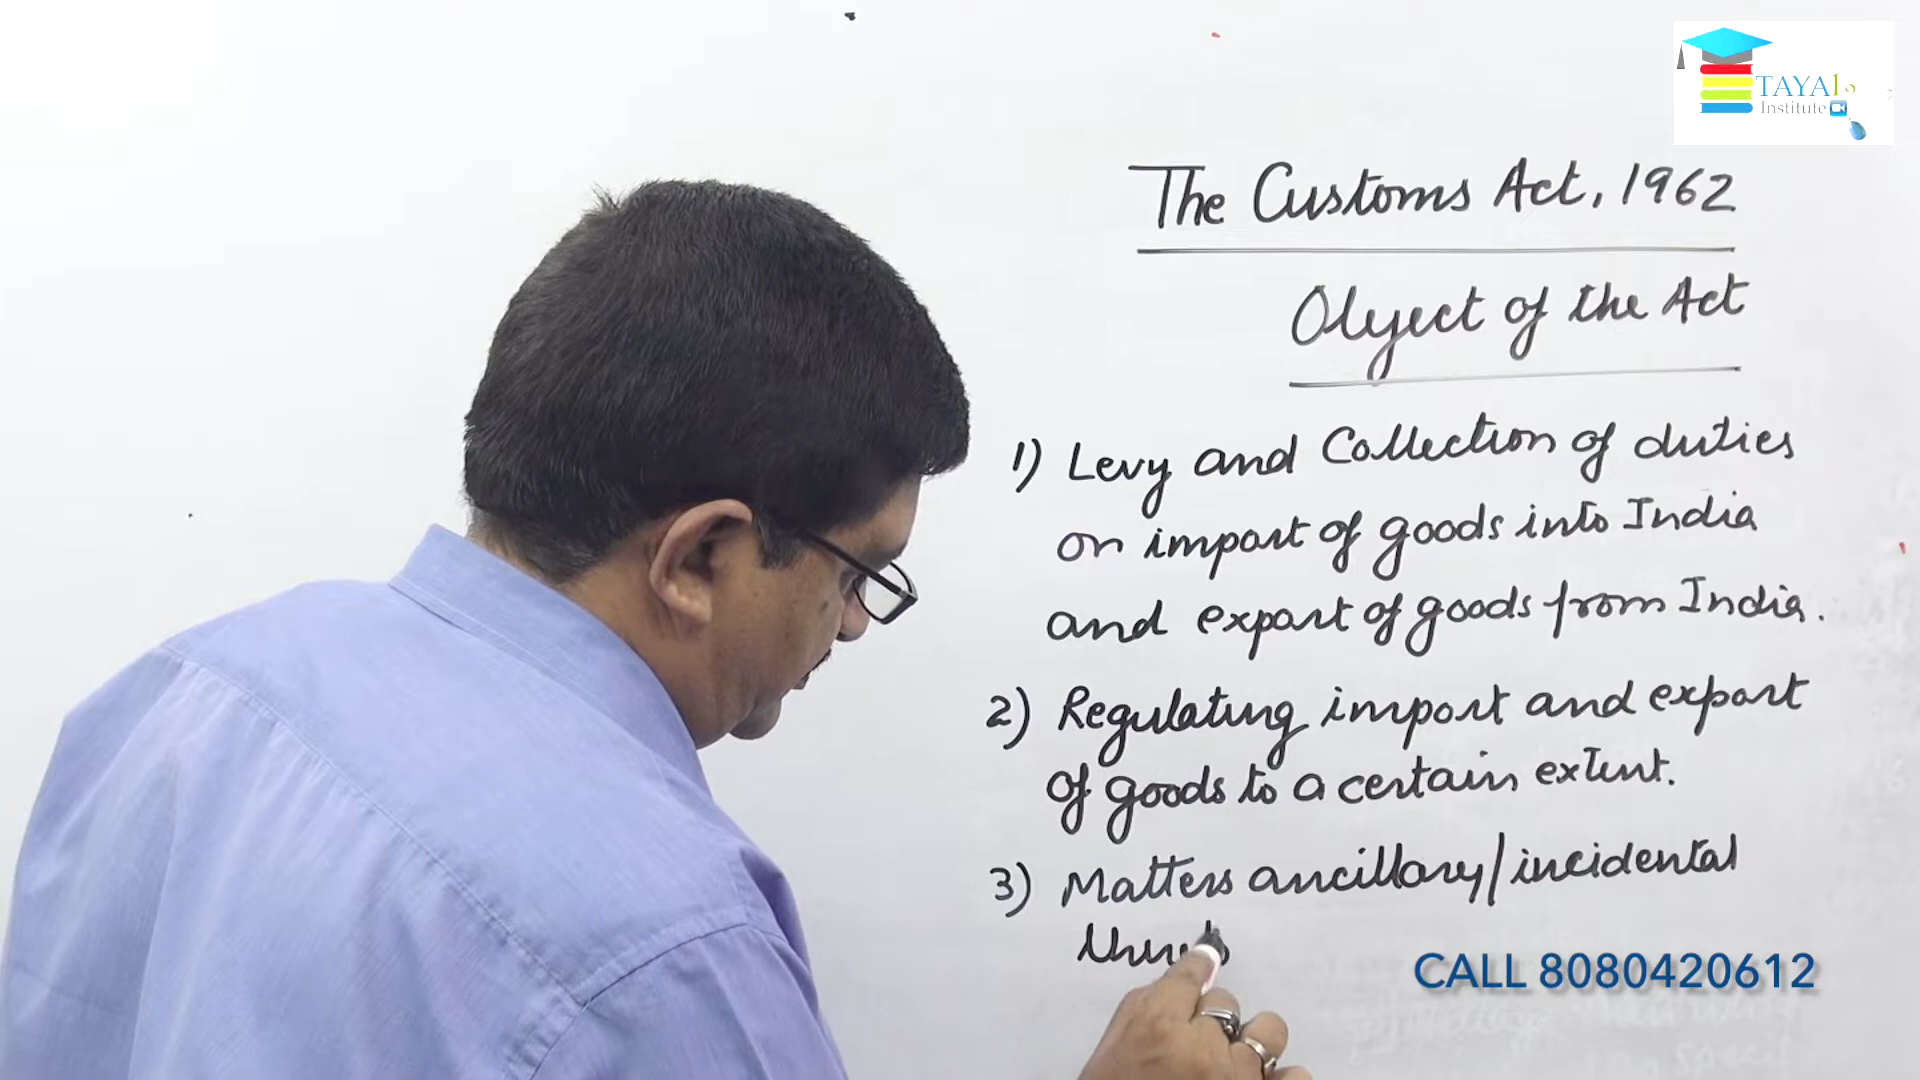 TAYAL
Institute
The Customs Act, 1962
Object of the Act
1) Levy and Collection of duties
on import of goods into India
and export of goods from India.
2) Regulating import and export
of goods to a certain extent.
3) Matters ancillary/incidental
CALL 8080420612